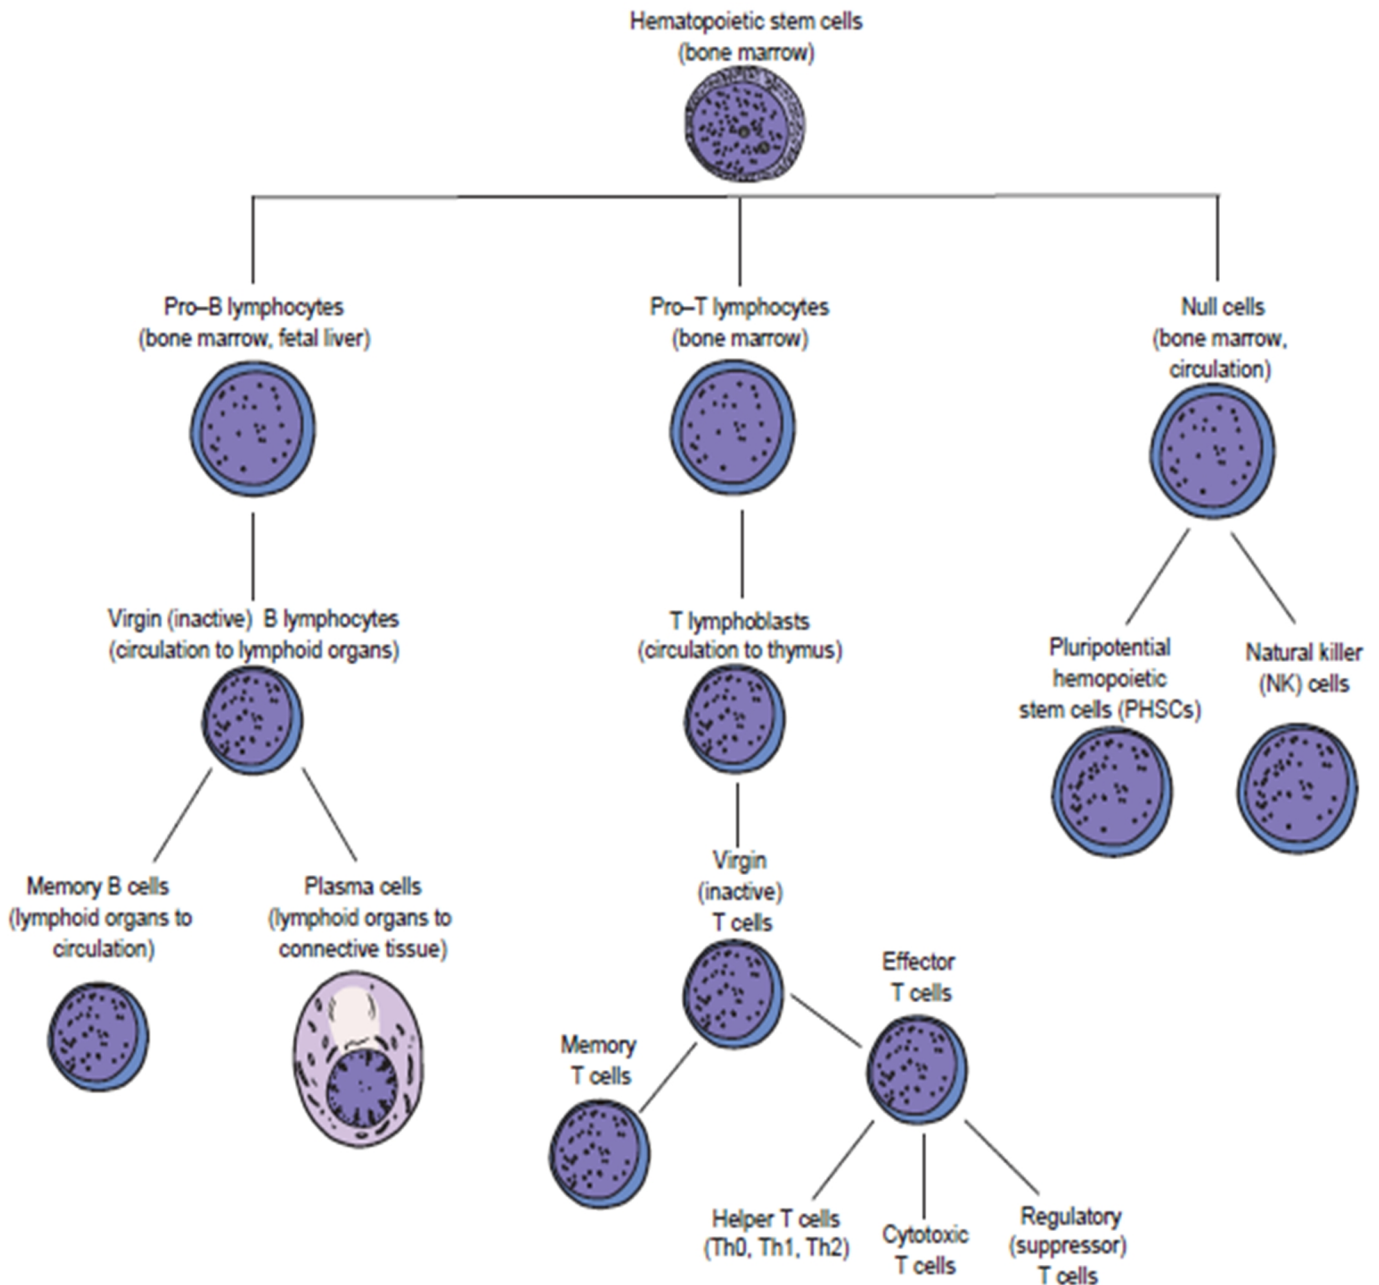 Hematopoietic stem cells
(bone marrow)
Pro–B lymphocytes
(bone marrow, fetal liver)
Pro–T lymphocytes
(bone marrow)
Null cells
(bone marrow,
circulation)
Virgin (inactive) B lymphocytes
(circulation to lymphoid organs)
T lymphoblasts
(circulation to thymus)
Pluripotential
hemopoietic
stem cells (PHSCs)
Natural killer
(NK) cells
Memory B cells
(lymphoid organs to
circulation)
Plasma cells
(lymphoid organs to
connective tissue)
Virgin
(inactive)
T cells
Effector
T cells
Memory
T cells
Helper T cells
(Th0, Th1, Th2)
Cytotoxic
T cells
Regulatory
(suppressor)
T cells